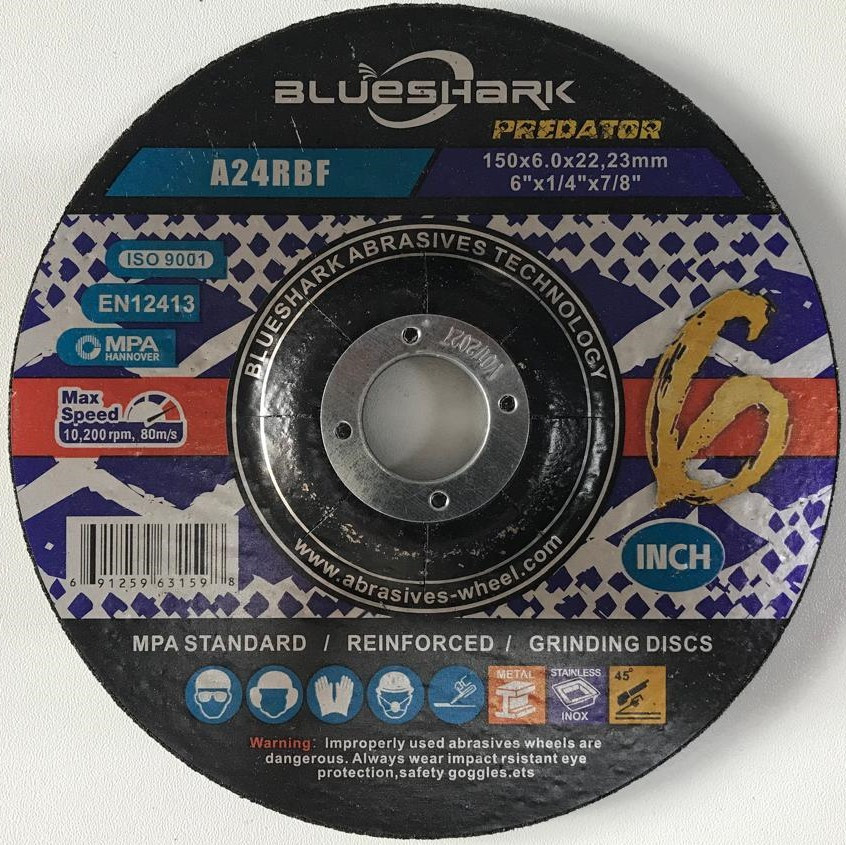 BLUESHARK
PREDATOR
A24RBF
150x6.0x22,23mm
6"x1/4"x7/8"
ISO 9001
EN12413
MPA
HANNOVER
BLUESHARK ABRASIVES TECHNOLOGY
V07/2027
Max
Speed
10,200rpm, 80m/s
6
INCH
6 91259 63159 8
www.abrasives-wheel.com
MPA STANDARD / REINFORCED / GRINDING DISCS
METAL
STAINLESS
INOX
45°
Warning: Improperly used abrasives wheels are
dangerous. Always wear impact rsistant eye
protection,safety goggles.ets